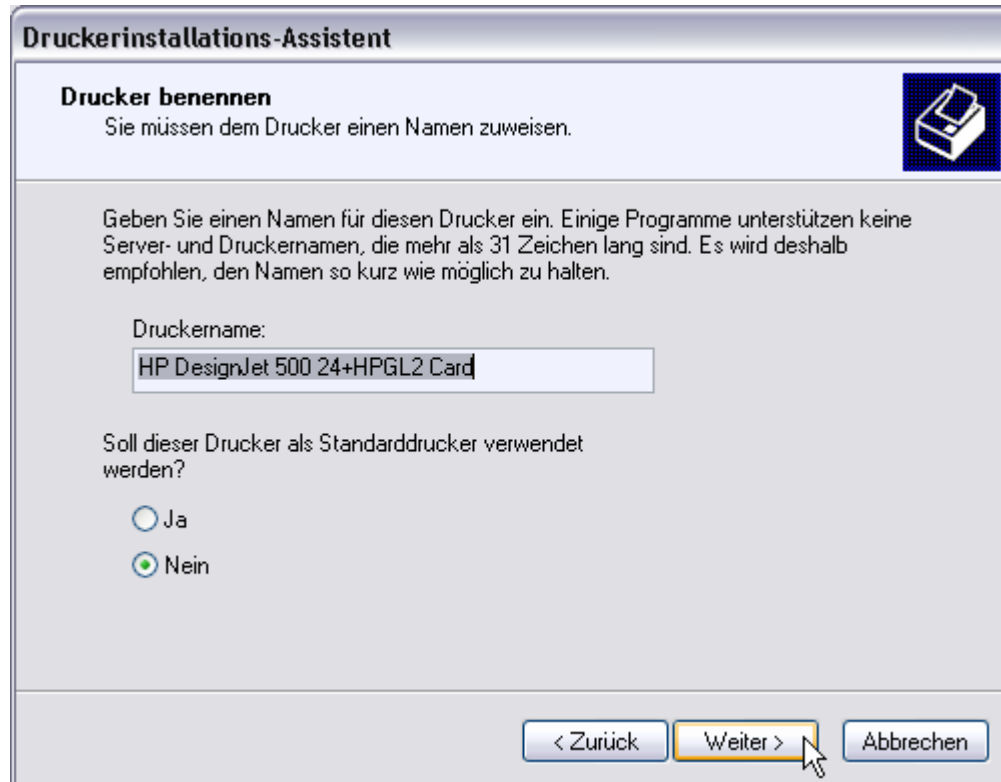 Druckerinstallations-Assistent
Drucker benennen
Sie müssen dem Drucker einen Namen zuweisen.
Geben Sie einen Namen für diesen Drucker ein. Einige Programme unterstützen keine
Server- und Druckernamen, die mehr als 31 Zeichen lang sind. Es wird deshalb
empfohlen, den Namen so kurz wie möglich zu halten.
Druckername:
HP DesignJet 500 24+HPGL2 Card
Soll dieser Drucker als Standarddrucker verwendet
werden?
Ja
Nein
< Zurück Weiter > Abbrechen